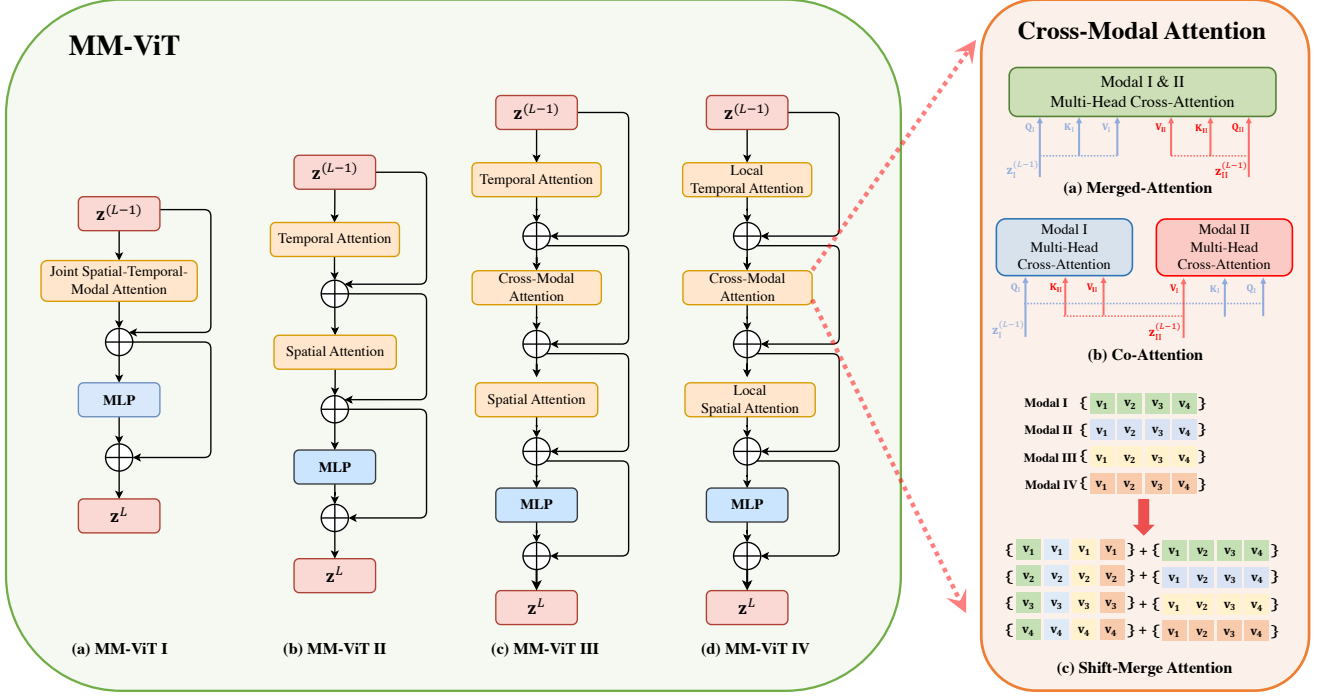 MM-ViT
z^(L−1)
Joint Spatial-Temporal-
Modal Attention
MLP
z^L
(a) MM-ViT I
z^(L−1)
Temporal Attention
Spatial Attention
MLP
z^L
(b) MM-ViT II
z^(L−1)
Temporal Attention
Cross-Modal
Attention
Spatial Attention
MLP
z^L
(c) MM-ViT III
z^(L−1)
Local
Temporal Attention
Cross-Modal
Attention
Local
Spatial Attention
MLP
z^L
(d) MM-ViT IV
Cross-Modal Attention
Modal I & II
Multi-Head Cross-Attention
Q_I K_I V_I V_II K_II Q_II
z_I^(L−1) z_II^(L−1)
(a) Merged-Attention
Modal I
Multi-Head
Cross-Attention
Modal II
Multi-Head
Cross-Attention
Q_I K_II V_II V_I K_I Q_I
z_I^(L−1) z_II^(L−1)
(b) Co-Attention
Modal I { v₁ v₂ v₃ v₄ }
Modal II { v₁ v₂ v₃ v₄ }
Modal III { v₁ v₂ v₃ v₄ }
Modal IV { v₁ v₂ v₃ v₄ }
{ v₁ v₁ v₁ v₁ } + { v₁ v₂ v₃ v₄ }
{ v₂ v₂ v₂ v₂ } + { v₁ v₂ v₃ v₄ }
{ v₃ v₃ v₃ v₃ } + { v₁ v₂ v₃ v₄ }
{ v₄ v₄ v₄ v₄ } + { v₁ v₂ v₃ v₄ }
(c) Shift-Merge Attention